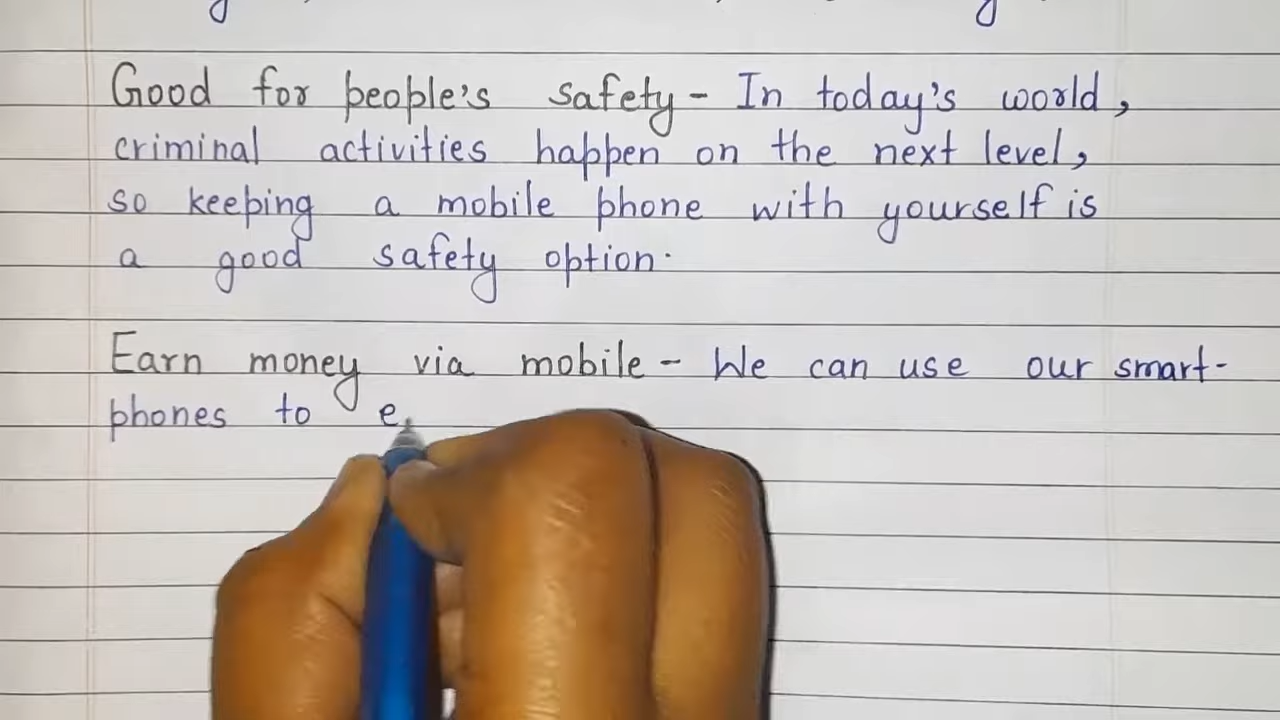 Good for people's safety - In today's world,
criminal activities happen on the next level,
so keeping a mobile phone with yourself is
a good safety option.
Earn money via mobile - We can use our smart-
phones to e